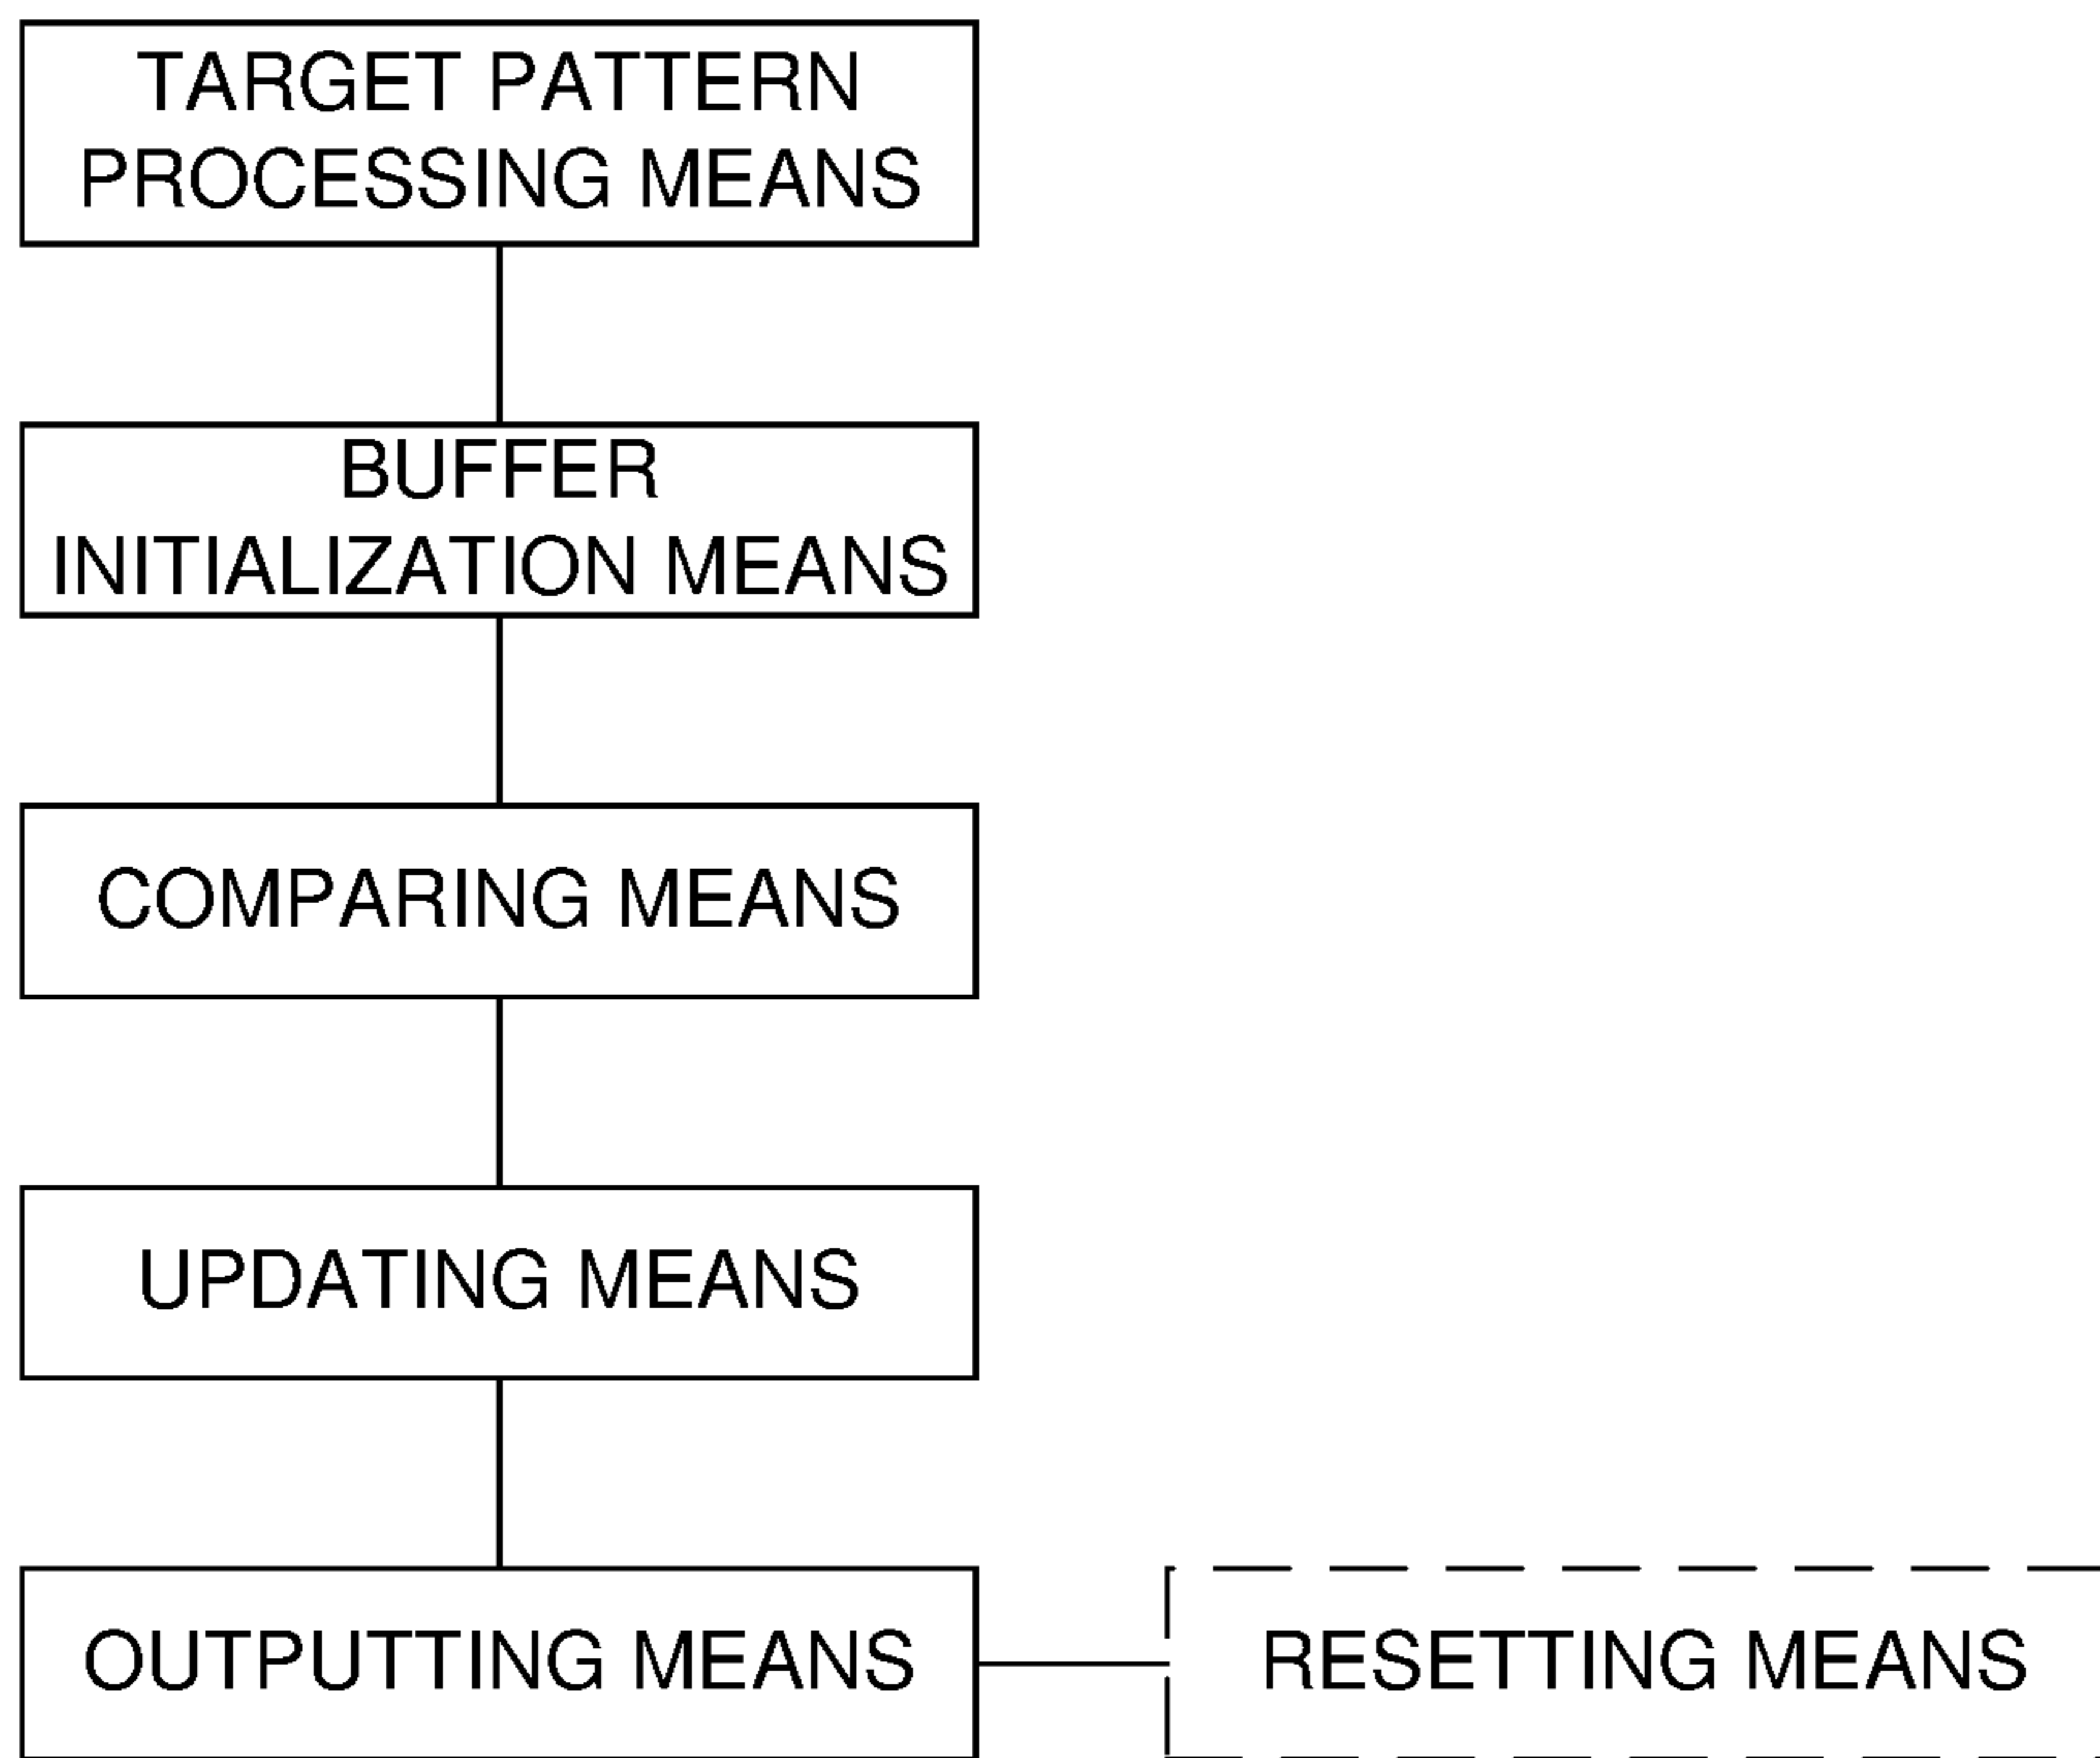 TARGET PATTERN
PROCESSING MEANS
BUFFER
INITIALIZATION MEANS
COMPARING MEANS
UPDATING MEANS
OUTPUTTING MEANS
RESETTING MEANS